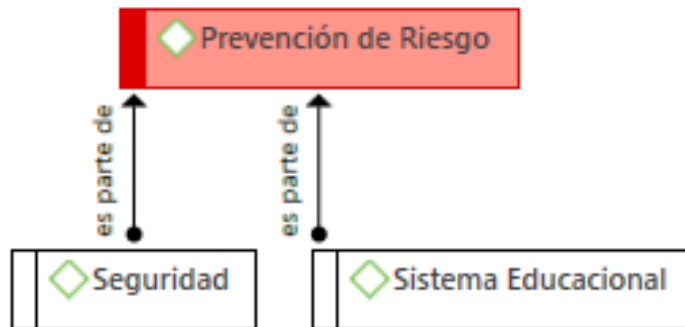 Prevención de Riesgo
es parte de
es parte de
Seguridad
Sistema Educacional